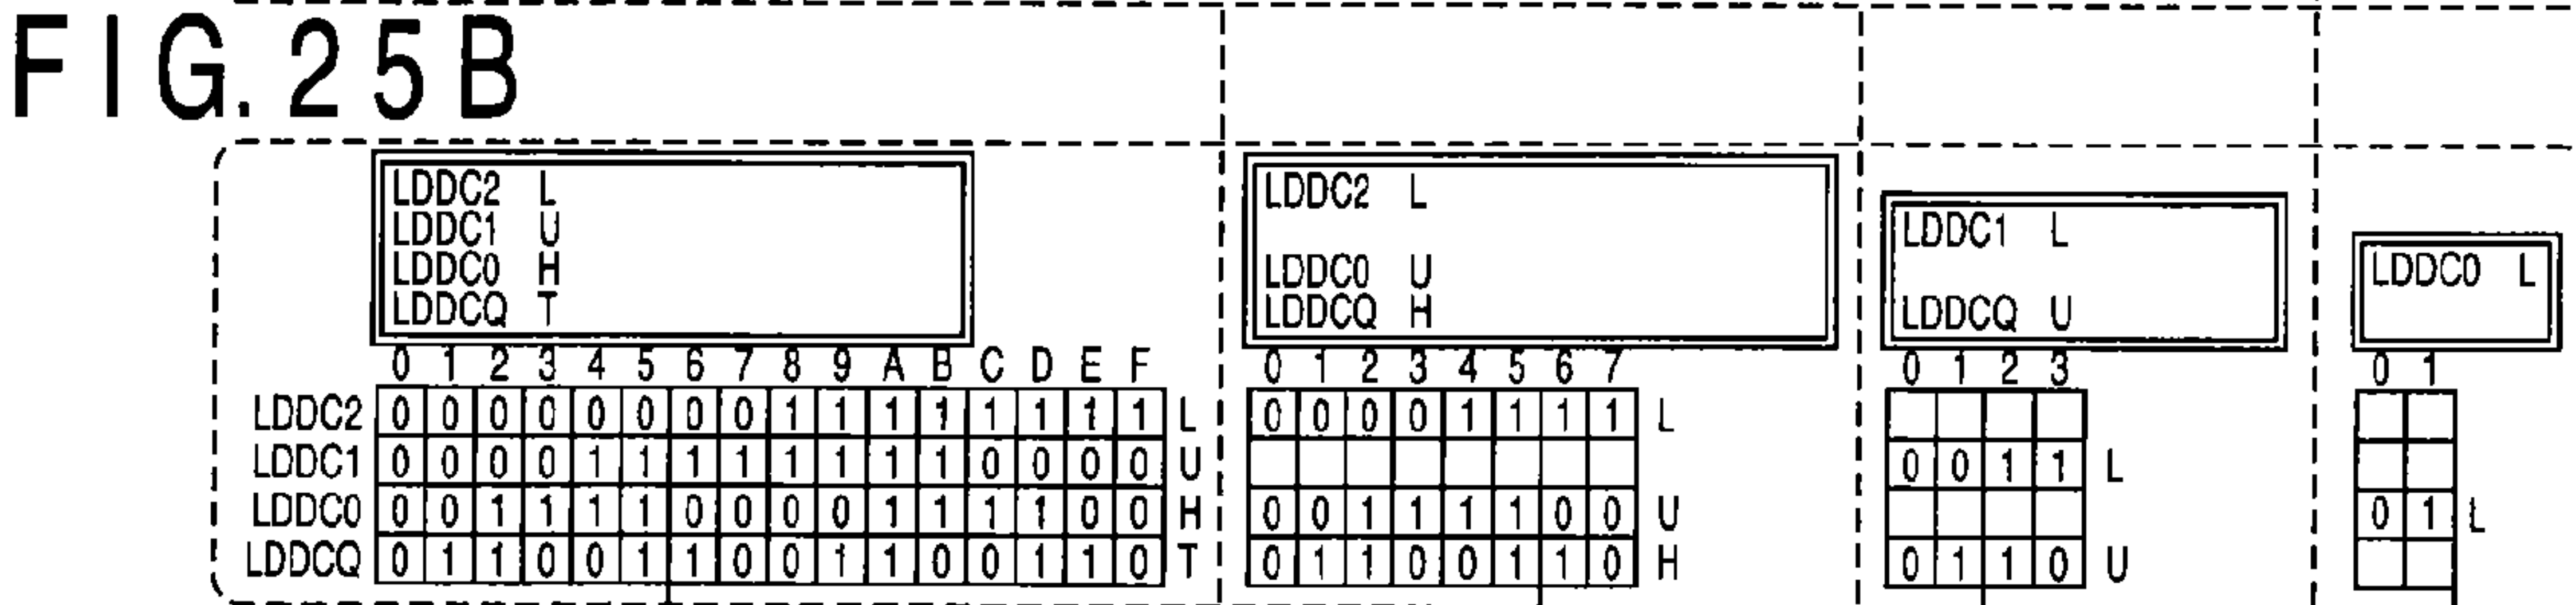 FIG. 25B
LDDC2 L
LDDC1 U
LDDC0 H
LDDCQ T
LDDC2 L
LDDC0 U
LDDCQ H
LDDC1 L
LDDCQ U
LDDC0 L
0 1 2 3 4 5 6 7 8 9 A B C D E F
LDDC2 0 0 0 0 0 0 0 0 1 1 1 1 1 1 1 1 L
LDDC1 0 0 0 0 1 1 1 1 1 1 1 1 0 0 0 0 U
LDDC0 0 0 1 1 1 1 0 0 0 0 1 1 1 1 0 0 H
LDDCQ 0 1 1 0 0 1 1 0 0 1 1 0 0 1 1 0 T
0 1 2 3 4 5 6 7
0 0 0 0 1 1 1 1 L
0 0 1 1 1 1 0 0 U
0 1 1 0 0 1 1 0 H
0 1 2 3
0 0 1 1 L
0 1 1 0 U
0 1
0 1 L